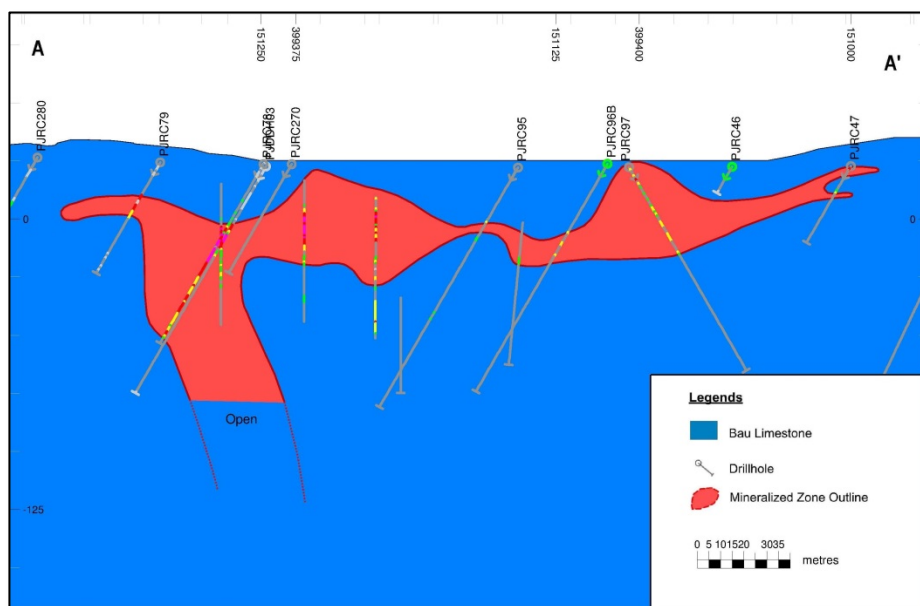 A
151250
399375
151125
399400
151000
A'
PJRC280
PJRC79
PJRC270
PJRC95
PJRC96B
PJRC97
PJRC46
PJRC47
0
0
Open
-125
Legends
Bau Limestone
Drillhole
Mineralized Zone Outline
0 5 101520 3035
metres